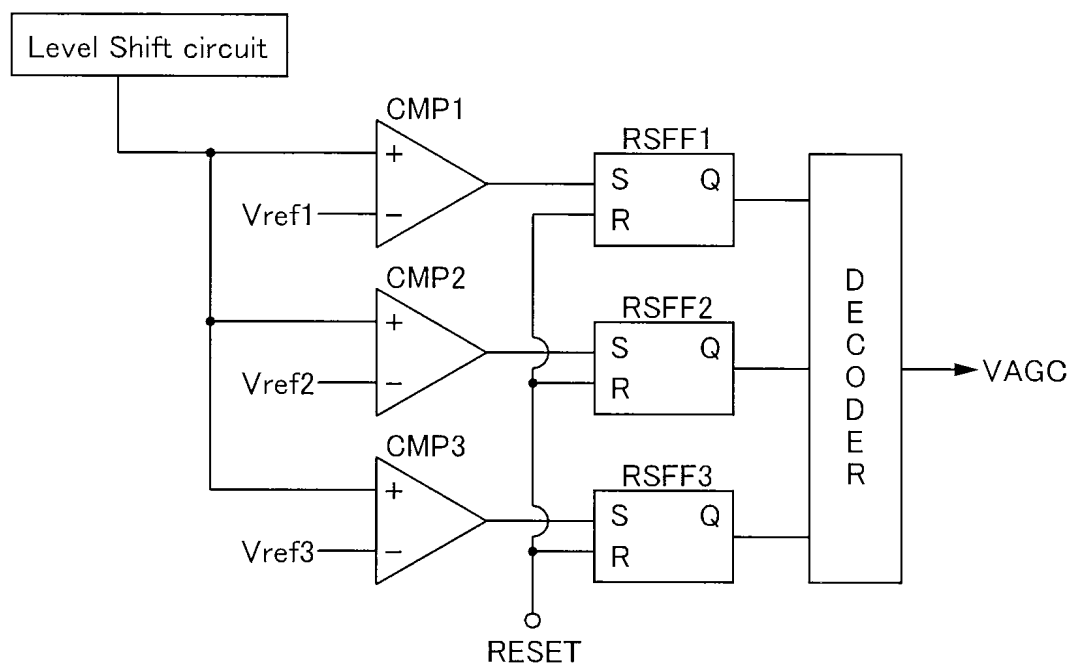 Level Shift circuit
CMP1
+
Vref1
−
RSFF1
S
Q
R
CMP2
+
Vref2
−
RSFF2
S
Q
R
CMP3
+
Vref3
−
RSFF3
S
Q
R
RESET
DECODER
VAGC